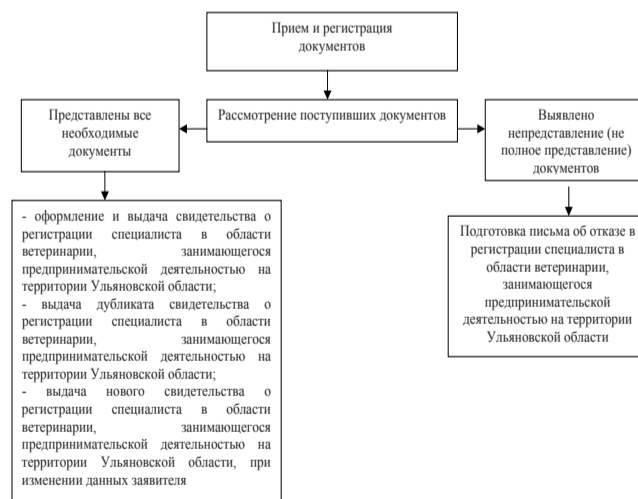 Прием и регистрация
документов
Представлены все
необходимые
документы
Рассмотрение поступивших документов
Выявлено
непредставление (не
полное представление)
документов
- оформление и выдача свидетельства о
регистрации специалиста в области
ветеринарии, занимающегося
предпринимательской деятельностью на
территории Ульяновской области;
- выдача дубликата свидетельства о
регистрации специалиста в области
ветеринарии, занимающегося
предпринимательской деятельностью на
территории Ульяновской области;
- выдача нового свидетельства о
регистрации специалиста в области
ветеринарии, занимающегося
предпринимательской деятельностью на
территории Ульяновской области, при
изменении данных заявителя
Подготовка письма об отказе в
регистрации специалиста в
области ветеринарии,
занимающегося
предпринимательской
деятельностью на территории
Ульяновской области